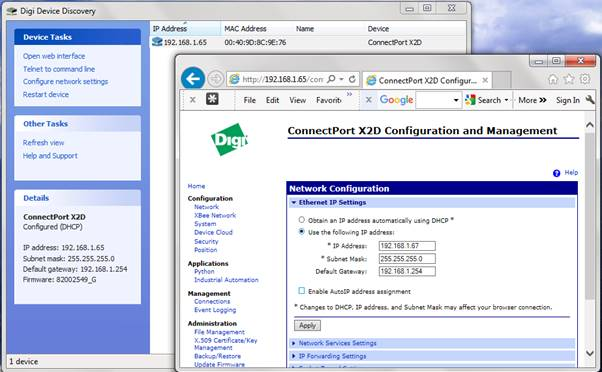 Digi Device Discovery
Device Tasks
Open web interface
Telnet to command line
Configure network settings
Restart device
Other Tasks
Refresh view
Help and Support
Details
ConnectPort X2D
Configured (DHCP)
IP address: 192.168.1.65
Subnet mask: 255.255.255.0
Default gateway: 192.168.1.254
Firmware: 82002549_G
1 device
IP Address MAC Address Name Device
192.168.1.65 00:40:9D:8C:9E:76 ConnectPort X2D
http://192.168.1.65/con
ConnectPort X2D Configur...
x File Edit View Favorit » x Google Search More » Sign In
Digi
ConnectPort X2D Configuration and Management
Help
Home
Configuration
Network
XBee Network
System
Device Cloud
Security
Position
Applications
Python
Industrial Automation
Management
Connections
Event Logging
Administration
File Management
X.509 Certificate/Key
Management
Backup/Restore
Update Firmware
Network Configuration
Ethernet IP Settings
Obtain an IP address automatically using DHCP *
Use the following IP address:
* IP Address: 192.168.1.67
* Subnet Mask: 255.255.255.0
Default Gateway: 192.168.1.254
Enable AutoIP address assignment
* Changes to DHCP, IP address, and Subnet Mask may affect your browser connection.
Apply
Network Services Settings
IP Forwarding Settings